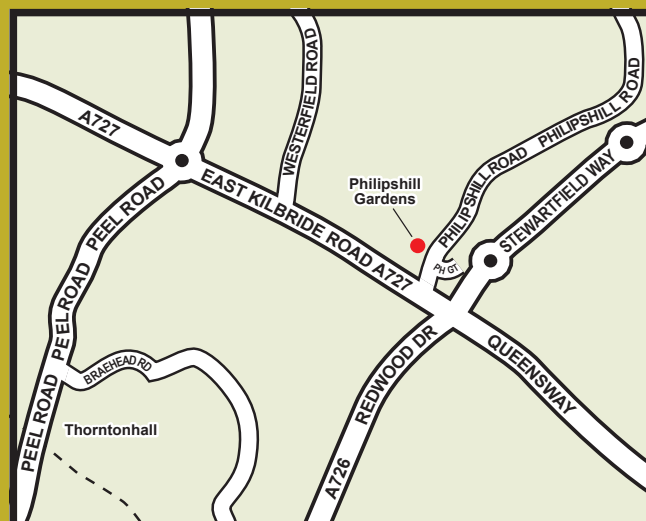 A727
WESTERFIELD ROAD
PHILIPSHILL ROAD
PHILIPSHILL ROAD
STEWARTFIELD WAY
EAST KILBRIDE ROAD A727
Philipshill
Gardens
PEEL ROAD
PH GT
PEEL ROAD
REDWOOD DR
QUEENSWAY
BRAEHEAD RD
PEEL ROAD
Thorntonhall
A726